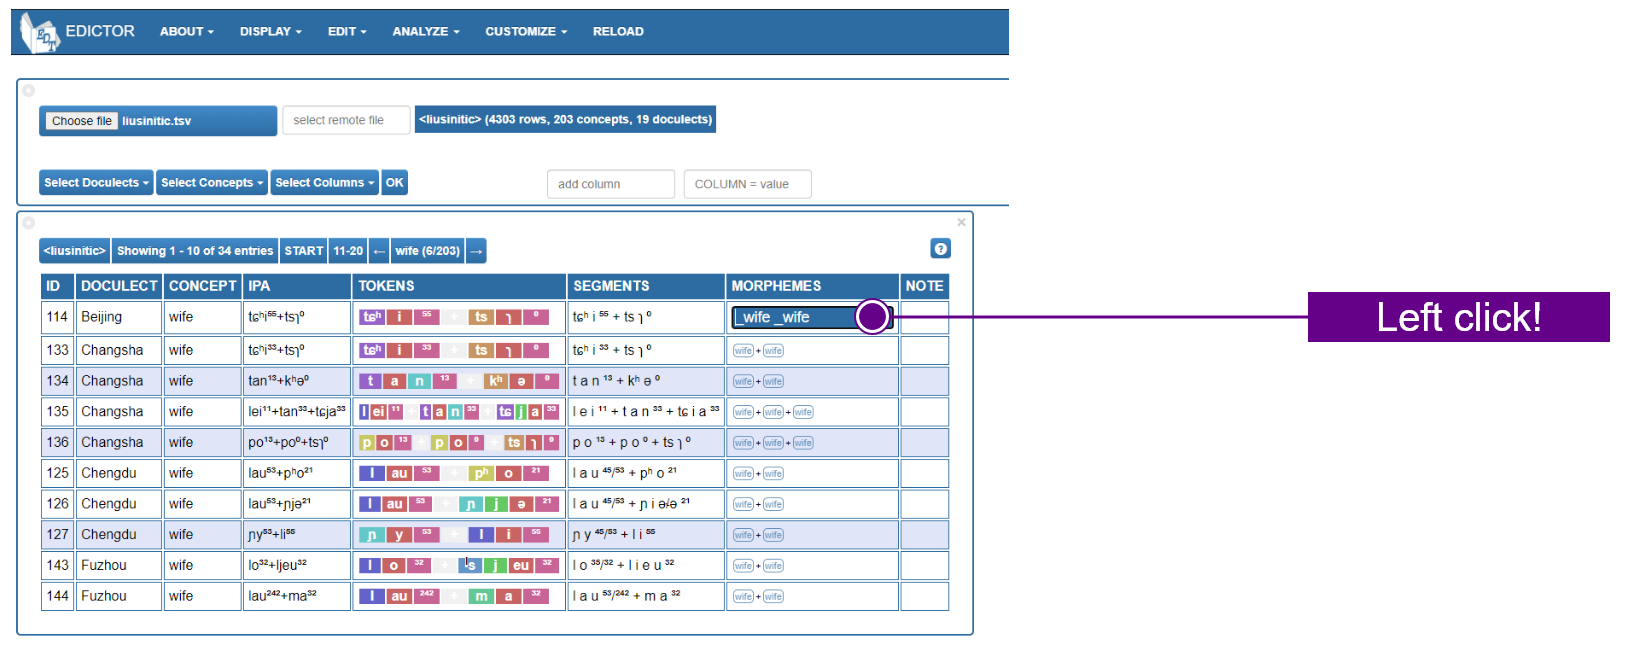 EDICTOR ABOUT DISPLAY EDIT ANALYZE CUSTOMIZE RELOAD
Choose file liusinitic.tsv select remote file <liusinitic> (4303 rows, 203 concepts, 19 doculects)
Select Doculects Select Concepts Select Columns OK add column COLUMN = value
<liusinitic> Showing 1 - 10 of 34 entries START 11-20 ← wife (6/203) → ?
ID DOCULECT CONCEPT IPA TOKENS SEGMENTS MORPHEMES NOTE
114 Beijing wife tɕʰi⁵⁵+tsɿ⁰ tɕʰ i ⁵⁵ + ts ɿ ⁰ tɕʰ i ⁵⁵ + ts ɿ ⁰ _wife _wife
Left click!
133 Changsha wife tɕʰi³³+tsɿ⁰ tɕʰ i ³³ + ts ɿ ⁰ tɕʰ i ³³ + ts ɿ ⁰ wife + wife
134 Changsha wife tan¹³+kʰə⁰ t a n ¹³ + kʰ ə ⁰ t a n ¹³ + kʰ ə ⁰ wife + wife
135 Changsha wife lei¹¹+tan³³+tɕja³³ l ei ¹¹ + t a n ³³ + tɕ j a ³³ l e i ¹¹ + t a n ³³ + tɕ i a ³³ wife + wife + wife
136 Changsha wife po¹³+po⁰+tsɿ⁰ p o ¹³ + p o ⁰ + ts ɿ ⁰ p o ¹³ + p o ⁰ + ts ɿ ⁰ wife + wife + wife
125 Chengdu wife lau⁵³+pʰo²¹ l au ⁵³ + pʰ o ²¹ l a u ⁴⁵/⁵³ + pʰ o ²¹ wife + wife
126 Chengdu wife lau⁵³+ɲjə²¹ l au ⁵³ + ɲ j ə ²¹ l a u ⁴⁵/⁵³ + ɲ i ɘ/ə ²¹ wife + wife
127 Chengdu wife ɲy⁵³+li⁵⁵ ɲ y ⁵³ + l i ⁵⁵ ɲ y ⁴⁵/⁵³ + l i ⁵⁵ wife + wife
143 Fuzhou wife lo³²+ljeu³² l o ³² + s j eu ³² l o ³⁵/³² + l i e u ³² wife + wife
144 Fuzhou wife lau²⁴²+ma³² l au ²⁴² + m a ³² l a u ⁵³/²⁴² + m a ³² wife + wife